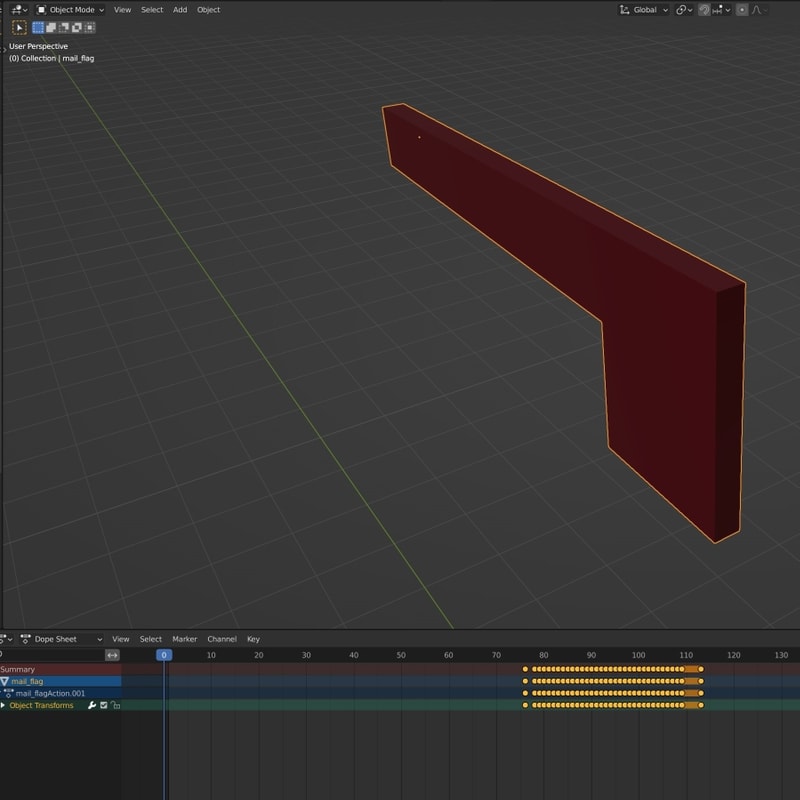 Object Mode View Select Add Object Global
User Perspective
(0) Collection | mail_flag
Dope Sheet View Select Marker Channel Key
0 10 20 30 40 50 60 70 80 90 100 110 120 130
Summary
mail_flag
mail_flagAction.001
Object Transforms